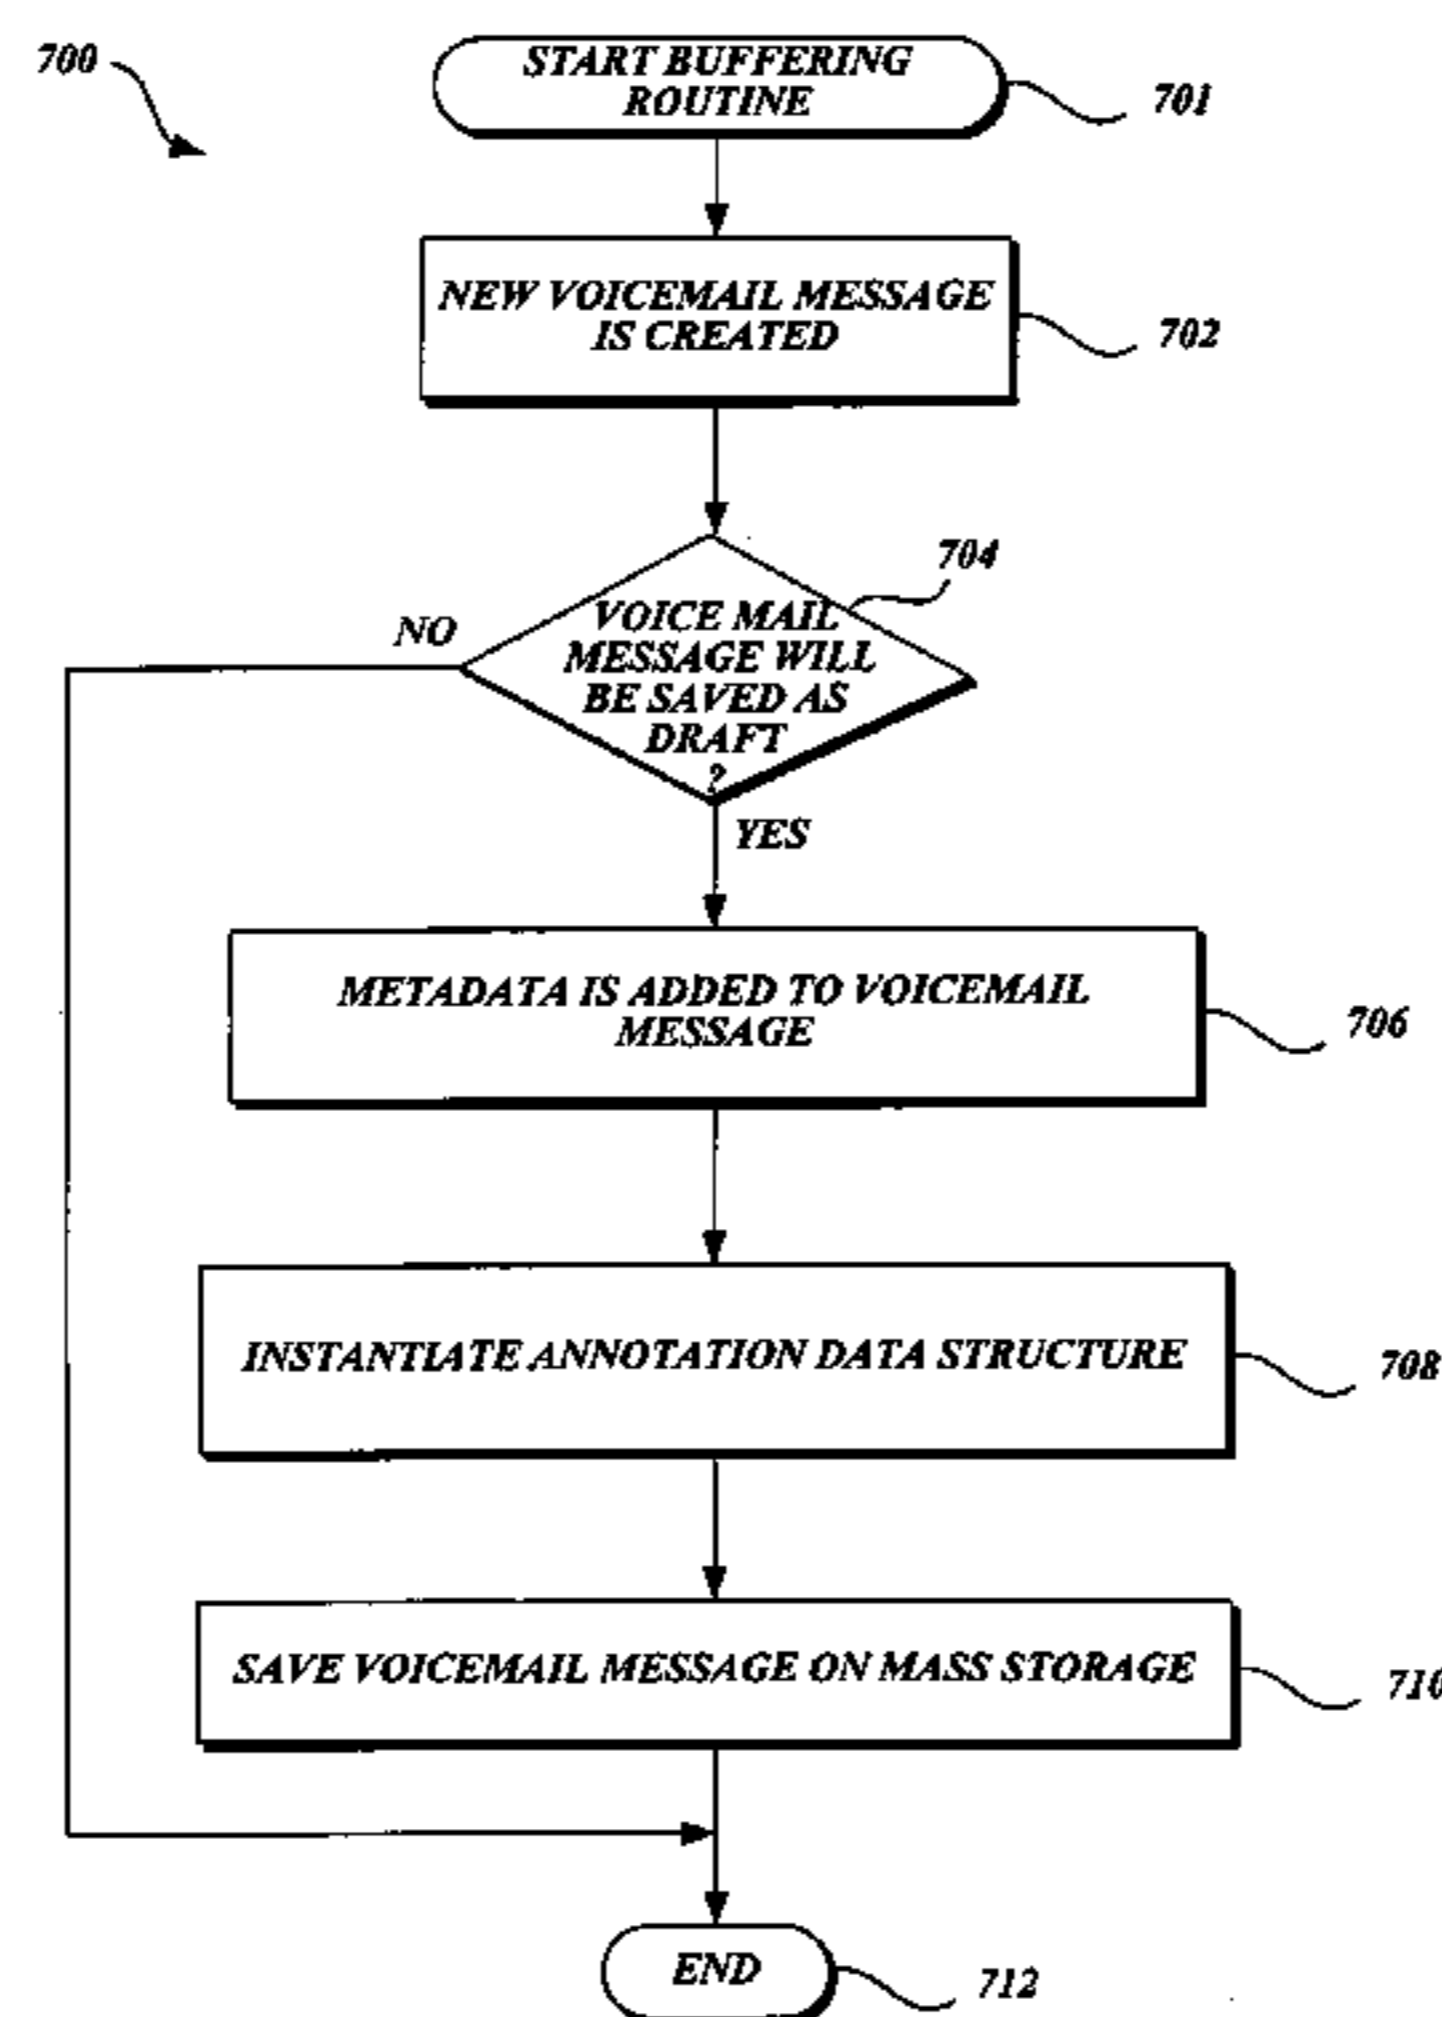 700
START BUFFERING
ROUTINE
701
NEW VOICEMAIL MESSAGE
IS CREATED
702
704
NO
VOICE MAIL
MESSAGE WILL
BE SAVED AS
DRAFT
?
YES
METADATA IS ADDED TO VOICEMAIL
MESSAGE
706
INSTANTIATE ANNOTATION DATA STRUCTURE
708
SAVE VOICEMAIL MESSAGE ON MASS STORAGE
710
END
712